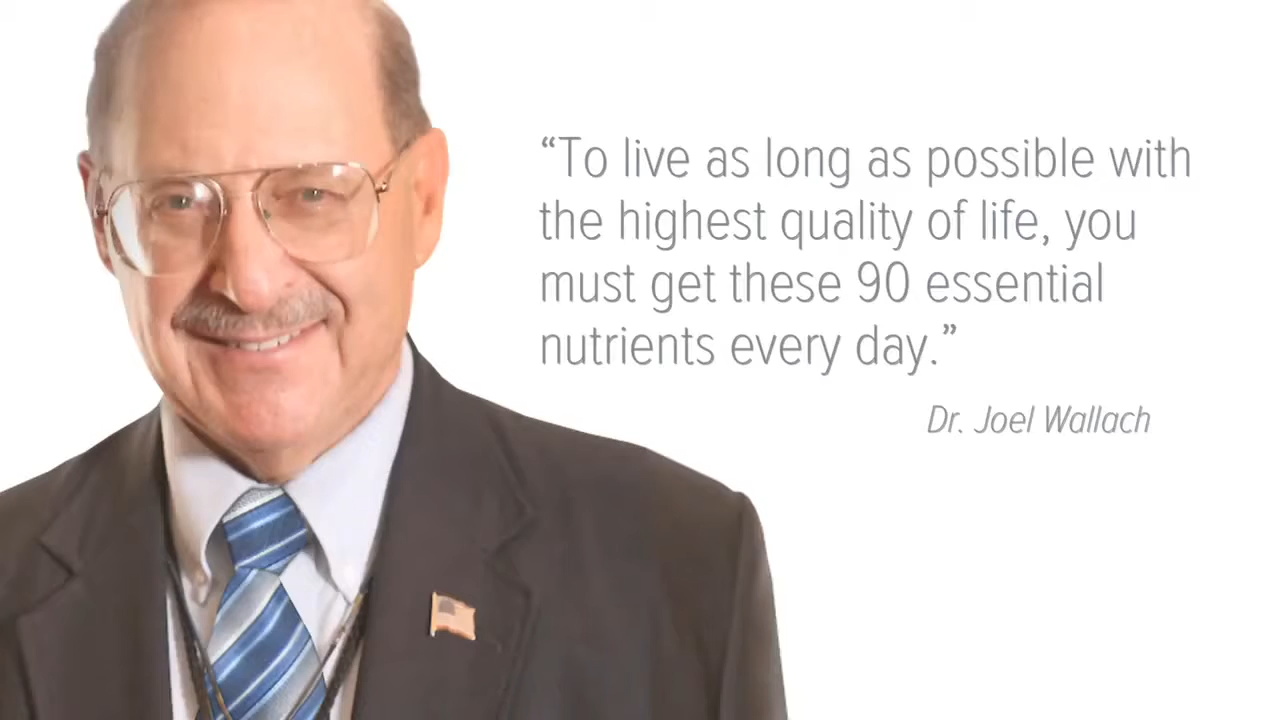 “To live as long as possible with
the highest quality of life, you
must get these 90 essential
nutrients every day.”
Dr. Joel Wallach